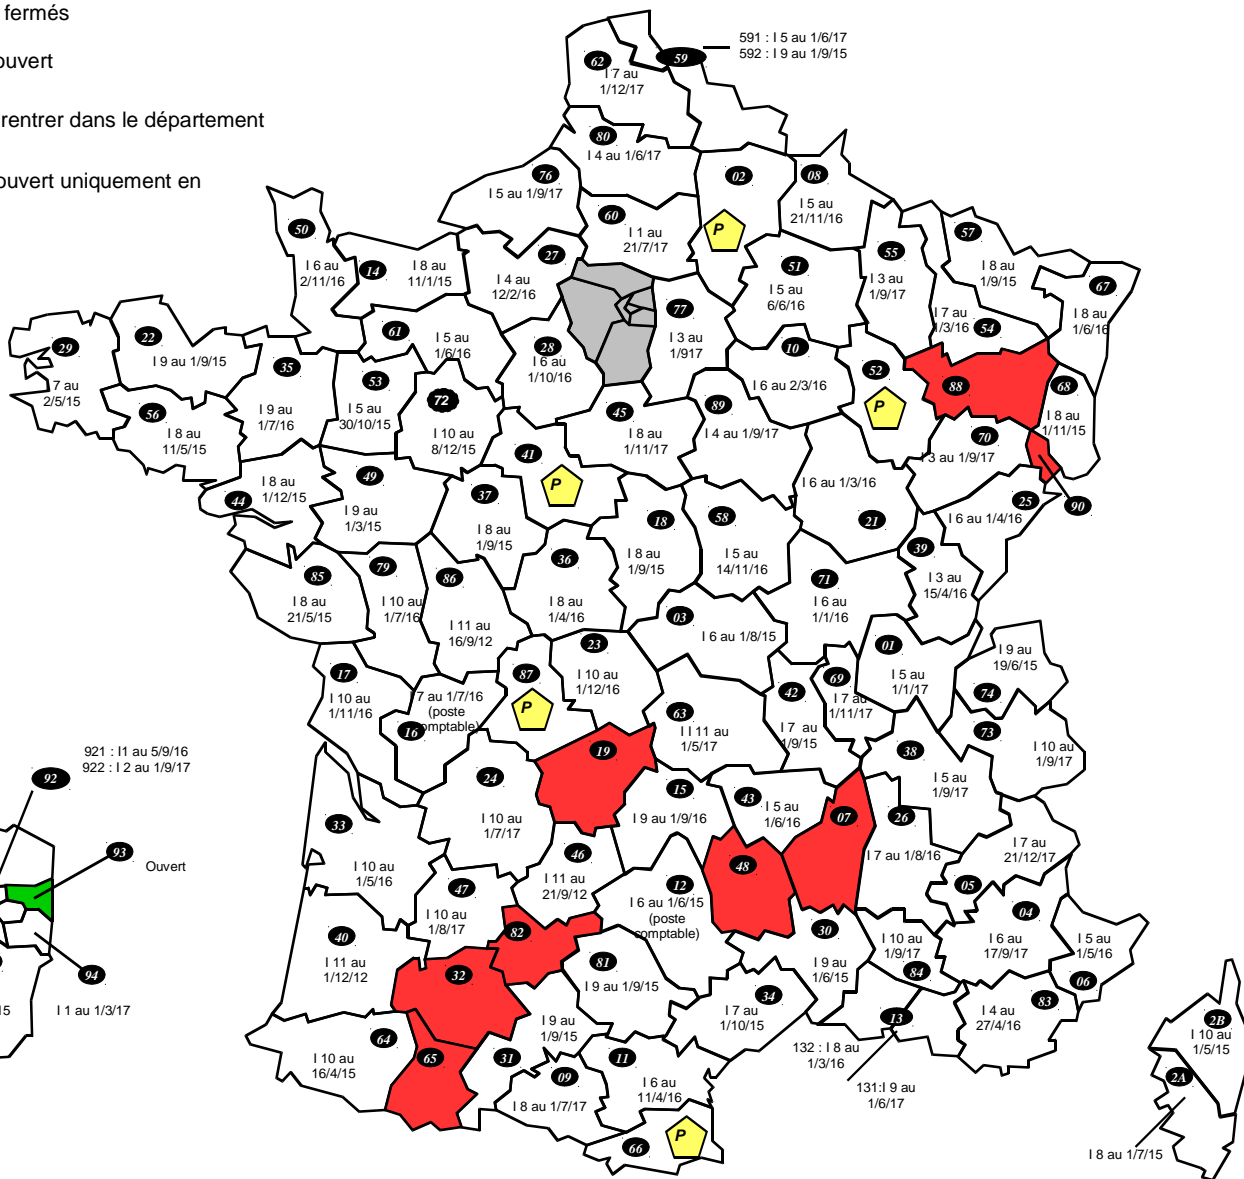 fermés
ouvert
rentrer dans le département
ouvert uniquement en
591 : I 5 au 1/6/17
592 : I 9 au 1/9/15
59
62
I 7 au
1/12/17
80
I 4 au 1/6/17
76
I 5 au 1/9/17
02
P
08
I 5 au
21/11/16
60
I 1 au
21/7/17
50
I 6 au
2/11/16
14
I 8 au
11/1/15
27
I 4 au
12/2/16
51
I 5 au
6/6/16
55
I 3 au
1/9/17
57
I 8 au
1/9/15
67
I 8 au
1/6/16
54
I 7 au
1/3/16
77
I 3 au
1/917
61
I 5 au
1/6/16
28
I 6 au
1/10/16
10
I 6 au 2/3/16
52
P
88
68
I 8 au
1/11/15
29
7 au
2/5/15
22
I 9 au 1/9/15
35
I 9 au
1/7/16
53
I 5 au
30/10/15
72
I 10 au
8/12/15
56
I 8 au
11/5/15
45
I 8 au
1/11/17
89
I 4 au 1/9/17
70
I 3 au 1/9/17
90
41
P
44
I 8 au
1/12/15
49
I 9 au
1/3/15
37
I 8 au
1/9/15
18
I 8 au
1/9/15
58
I 5 au
14/11/16
I 6 au 1/3/16
21
25
I 6 au 1/4/16
39
I 3 au
15/4/16
85
I 8 au
21/5/15
79
I 10 au
1/7/16
86
I 11 au
16/9/12
36
I 8 au
1/4/16
71
I 6 au
1/1/16
03
I 6 au 1/8/15
23
I 10 au
1/12/16
87
P
17
I 10 au
1/11/16
I 7 au 1/7/16
(poste
comptable)
16
63
I I 11 au
1/5/17
42
I 7 au
1/9/15
69
I 7 au
1/11/17
01
I 5 au
1/1/17
I 9 au
19/6/15
74
73
I 10 au
1/9/17
921 : I1 au 5/9/16
922 : I 2 au 1/9/17
92
93
Ouvert
94
I 1 au 1/3/17
15
19
24
I 10 au
1/7/17
15
I 9 au 1/9/16
43
I 5 au
1/6/16
07
38
I 5 au
1/9/17
26
I 7 au 1/8/16
33
I 10 au
1/5/16
46
I 11 au
21/9/12
48
I 7 au
21/12/17
05
47
I 10 au
1/8/17
12
I 6 au 1/6/15
(poste
comptable)
04
I 6 au
17/9/17
40
I 11 au
1/12/12
82
32
81
I 9 au 1/9/15
30
I 9 au
1/6/15
I 10 au
1/9/17
84
I 5 au
1/5/16
06
34
I 7 au
1/10/15
13
83
I 4 au
27/4/16
132 : I 8 au
1/3/16
131:I 9 au
1/6/17
64
I 10 au
16/4/15
65
I 9 au
1/9/15
31
09
I 8 au 1/7/17
11
I 6 au
11/4/16
66
P
2B
I 10 au
1/5/15
2A
I 8 au 1/7/15